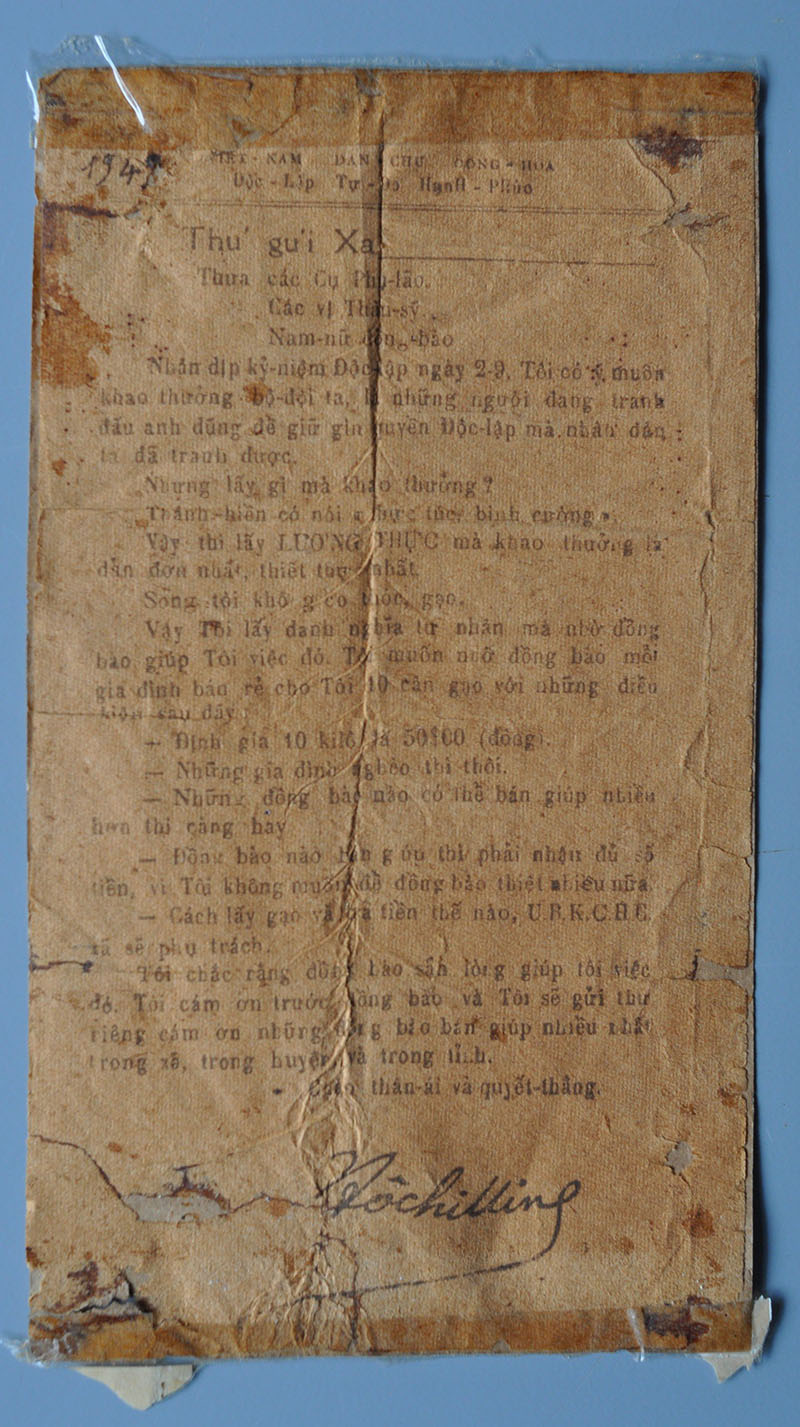 1947
VIỆT - NAM DÂN CHỦ CỘNG - HOÀ
Độc - Lập Tự - Do Hạnh - Phúc
Thư gửi Xã
Thưa các Cụ Phụ-lão.
Các vị Thân-sỹ
Nam-nữ đồng-bào
Nhân dịp kỷ-niệm Độc lập ngày 2-9, Tôi có ý muốn
khao thưởng bộ-đội ta, là những người đang tranh
đấu anh dũng để giữ gìn quyền Độc-lập mà nhân dân
ta đã tranh được.
Nhưng lấy gì mà khao thưởng?
Thánh-hiền có nói « thực túc, binh cường ».
Vậy thì lấy LƯƠNG THỰC mà khao thưởng là
đản đơn nhất, thiết thực nhất.
Song tôi không có thóc, gạo.
Vậy Tôi lấy danh nghĩa tư nhân mà nhờ đồng
bào giúp Tôi việc đó. Tôi muốn nhờ đồng bào mỗi
gia đình bán rẻ cho Tôi 10 cân gạo với những điều
kiện sau đây
— Định giá 10 kilô là 50$00 (đồng).
— Những gia đình nghèo thì thôi.
— Những đồng bào nào có thể bán giúp nhiều
hơn thì càng hay
— Đồng bào nào bán giúp thì phải nhận đủ số
tiền, vì Tôi không muốn để đồng bào thiệt nhiều nữa.
— Cách lấy gạo và trả tiền thế nào, U.B.K.C.H.C.
xã sẽ phụ trách.
Tôi chắc rằng đồng bào sẵn lòng giúp tôi việc
đó. Tôi cám ơn trước đồng bào và Tôi sẽ gửi thư
riêng cám ơn những đồng bào bán giúp nhiều nhất
trong xã, trong huyện và trong tỉnh.
Chào thân-ái và quyết-thắng.
Hồchíminh